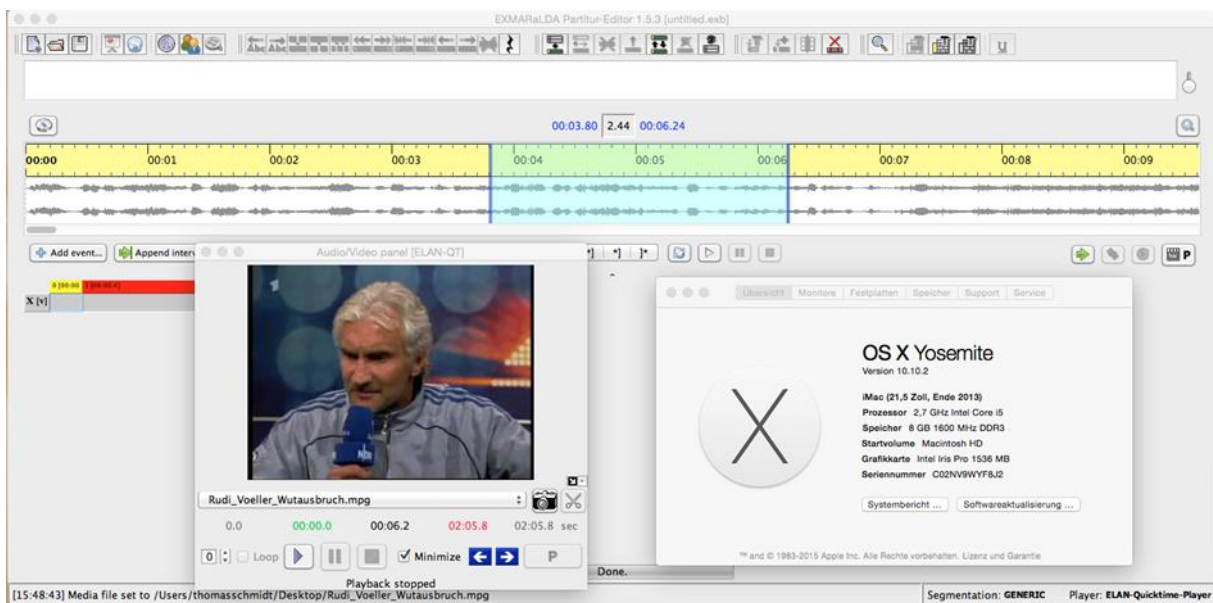 EXMARaLDA Partitur-Editor 1.5.3 [untitled.exb]
00:03.80 2.44 00:06.24
00:00 00:01 00:02 00:03 00:04 00:05 00:06 00:07 00:08 00:09
Add event... Append interv
P
Audio/Video panel [ELAN-QT]
X [v]
NDR
Rudi_Voeller_Wutausbruch.mpg
0.0 00:00.0 00:06.2 02:05.8 02:05.8 sec
0 Loop Minimize P
Playback stopped
Übersicht Monitore Festplatten Speicher Support Service
OS X Yosemite
Version 10.10.2
iMac (21,5 Zoll, Ende 2013)
Prozessor 2,7 GHz Intel Core i5
Speicher 8 GB 1600 MHz DDR3
Startvolume Macintosh HD
Grafikkarte Intel Iris Pro 1536 MB
Seriennummer C02NV9WYF8J2
Systembericht ... Softwareaktualisierung ...
™ and © 1983-2015 Apple Inc. Alle Rechte vorbehalten. Lizenz und Garantie
Done.
[15:48:43] Media file set to /Users/thomasschmidt/Desktop/Rudi_Voeller_Wutausbruch.mpg
Segmentation: GENERIC Player: ELAN-Quicktime-Player